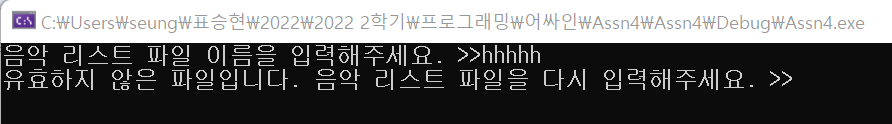 C:\Users\seung\표승현\2022\2022 2학기\프로그래밍\어싸인\Assn4\Assn4\Debug\Assn4.exe
음악 리스트 파일 이름을 입력해주세요. >>hhhhh
유효하지 않은 파일입니다. 음악 리스트 파일을 다시 입력해주세요. >>